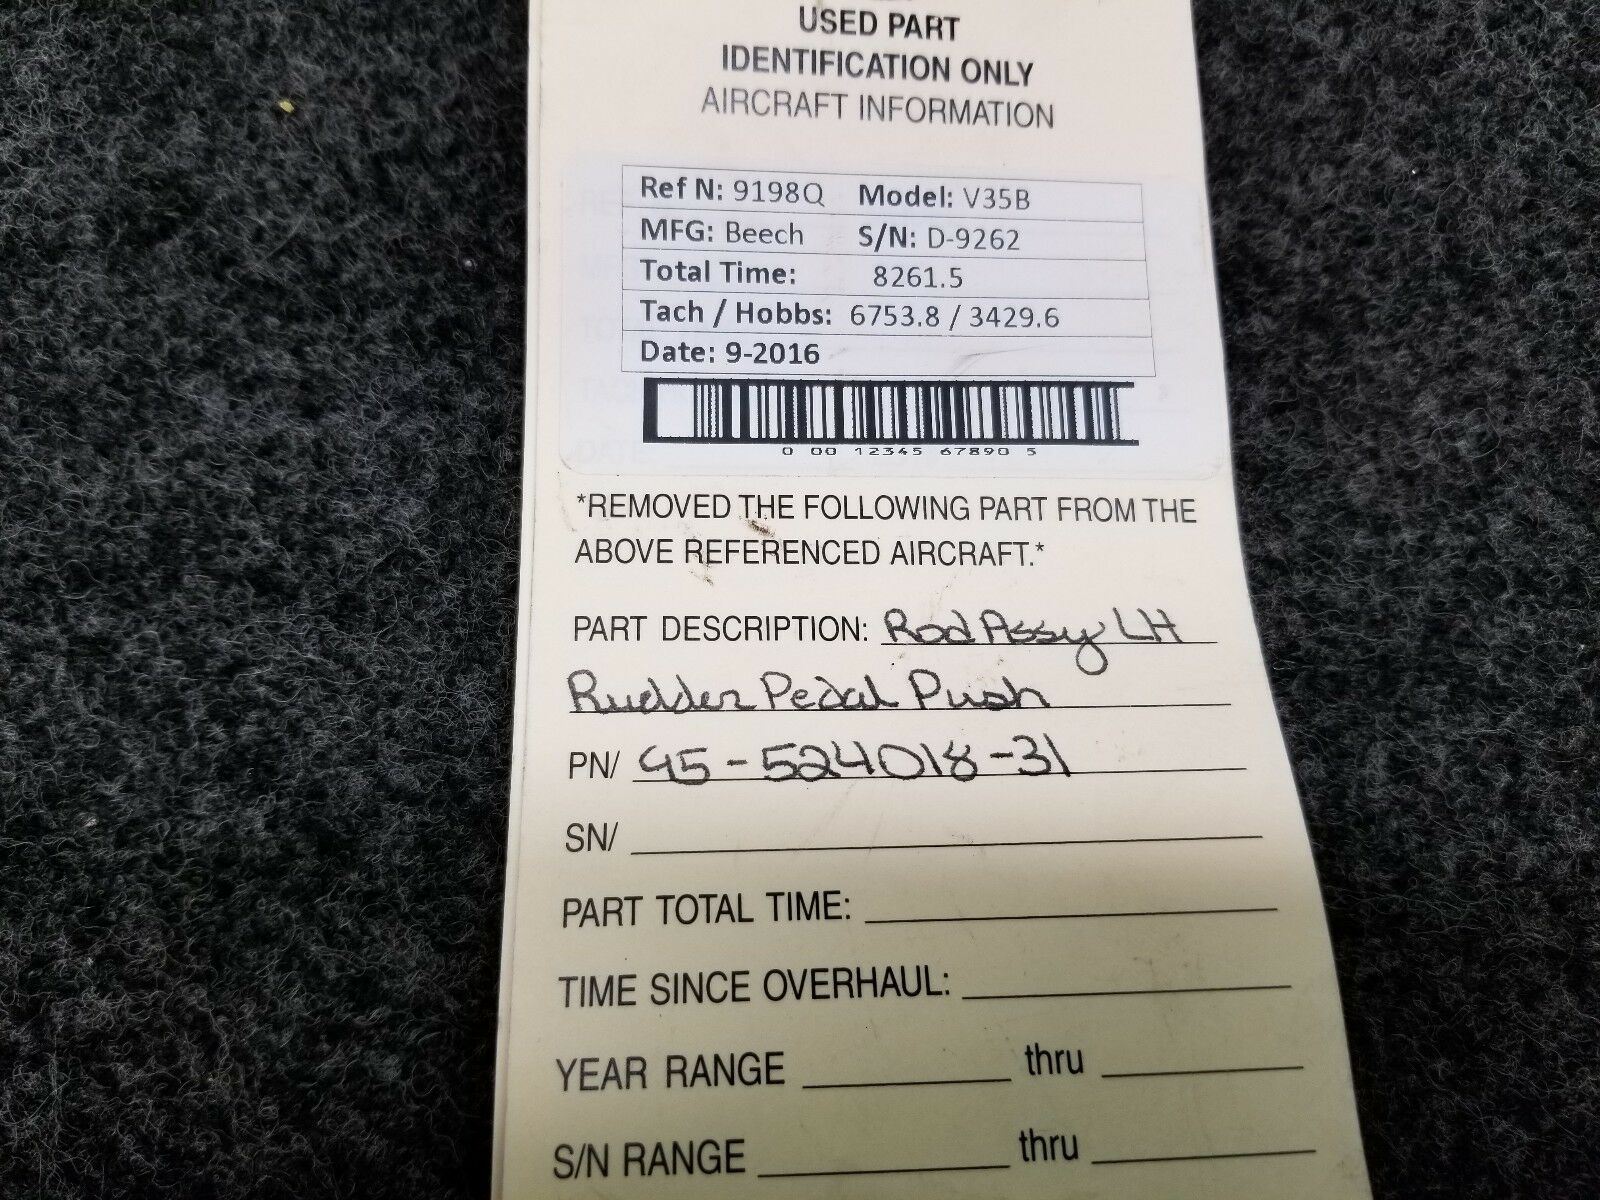 USED PART
IDENTIFICATION ONLY
AIRCRAFT INFORMATION
Ref N: 9198Q Model: V35B
MFG: Beech S/N: D-9262
Total Time: 8261.5
Tach / Hobbs: 6753.8 / 3429.6
Date: 9-2016
0 00 12345 67890 5
*REMOVED THE FOLLOWING PART FROM THE
ABOVE REFERENCED AIRCRAFT.*
PART DESCRIPTION: Rod Assy LH
Rudder Pedal Push
PN/ 95-524018-31
SN/
PART TOTAL TIME:
TIME SINCE OVERHAUL:
YEAR RANGE thru
S/N RANGE thru